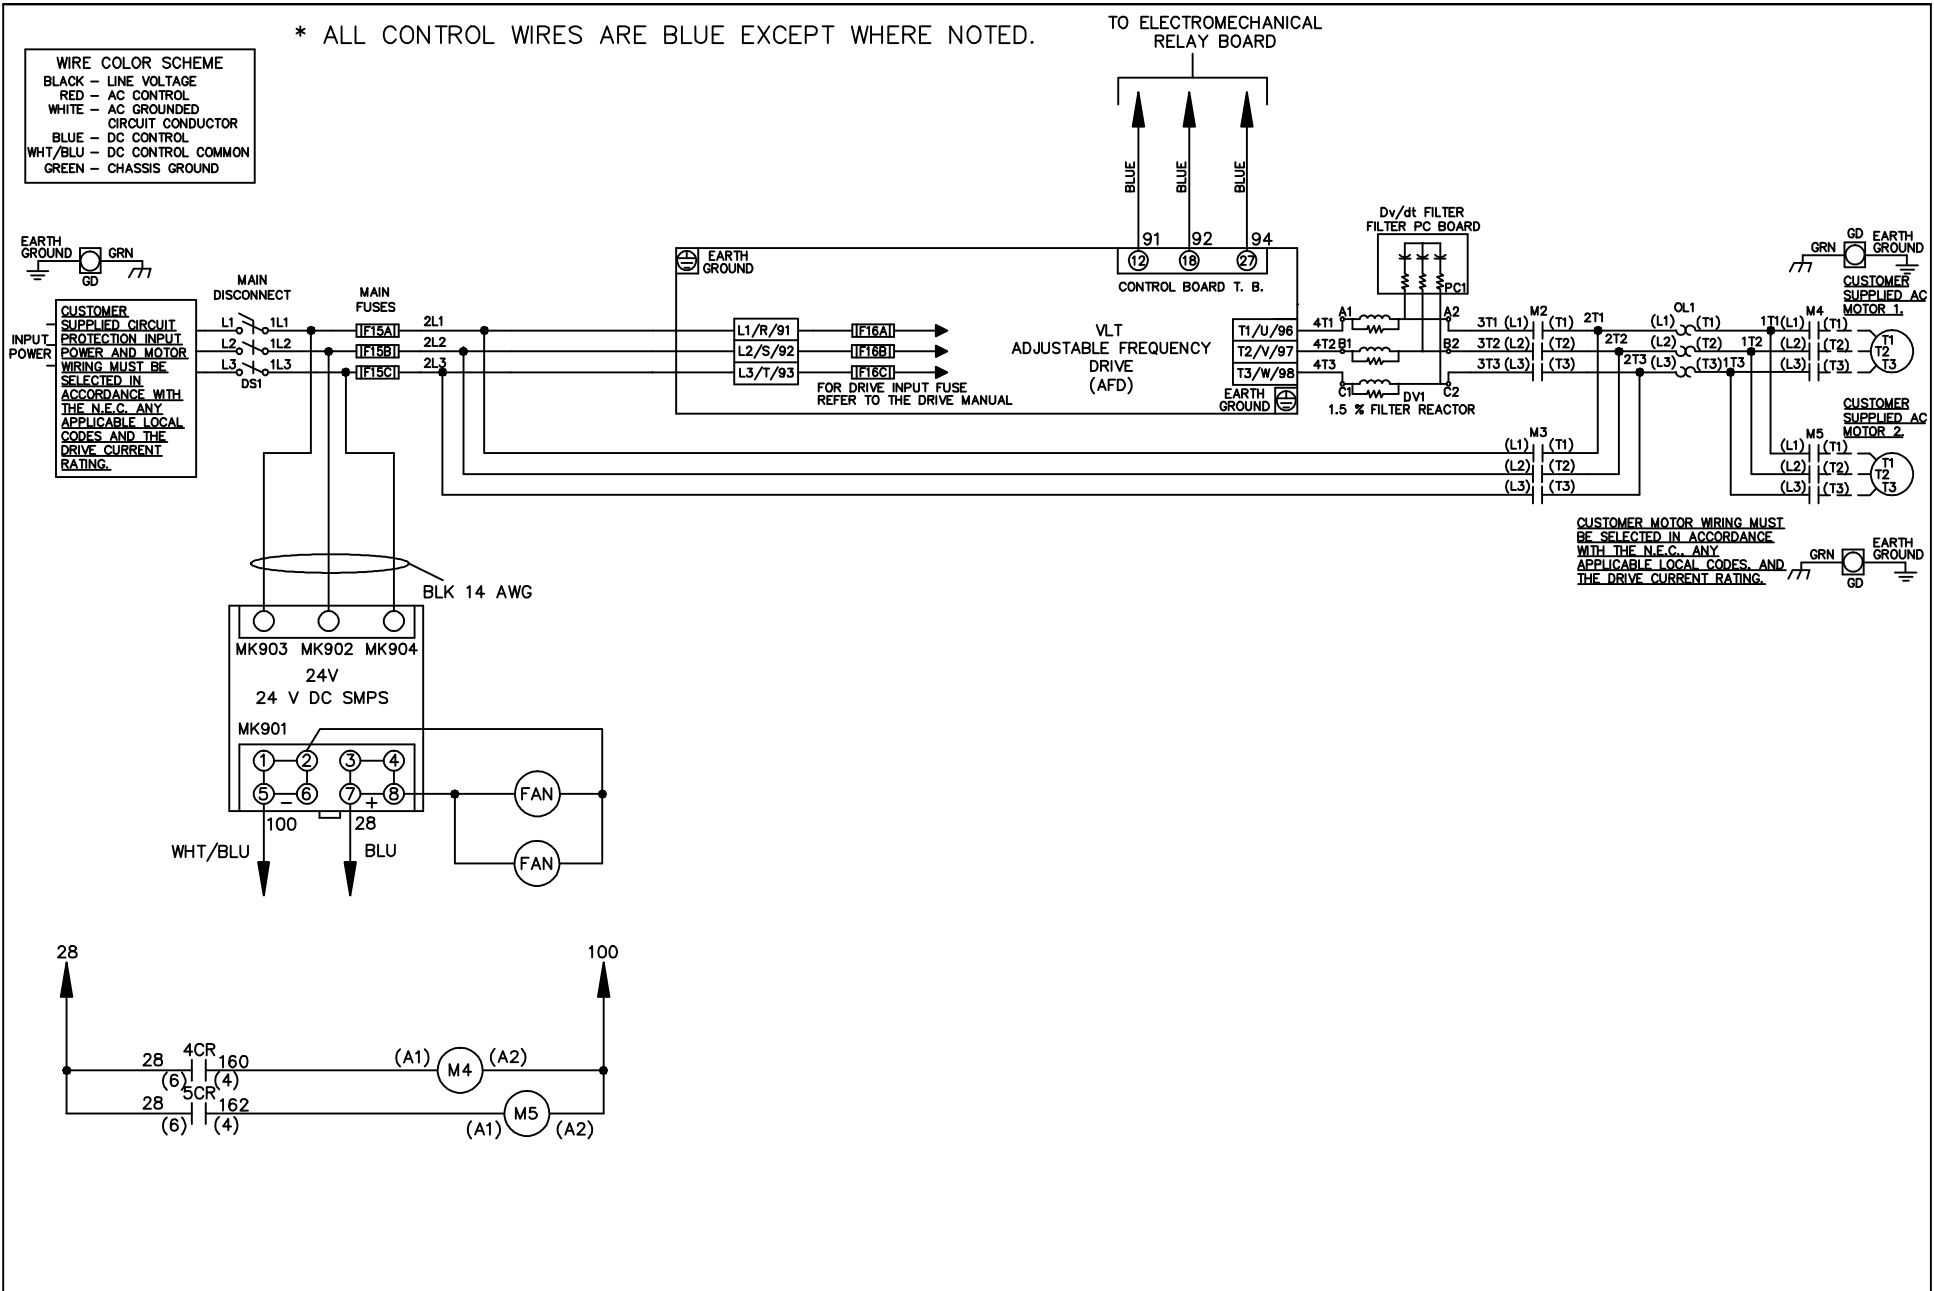 * ALL CONTROL WIRES ARE BLUE EXCEPT WHERE NOTED.
TO ELECTROMECHANICAL
RELAY BOARD
WIRE COLOR SCHEME
BLACK – LINE VOLTAGE
RED – AC CONTROL
WHITE – AC GROUNDED
CIRCUIT CONDUCTOR
BLUE – DC CONTROL
WHT/BLU – DC CONTROL COMMON
GREEN – CHASSIS GROUND
BLUE
BLUE
BLUE
91
92
94
12
18
27
CONTROL BOARD T. B.
EARTH
GROUND
GRN
GD
CUSTOMER
SUPPLIED CIRCUIT
PROTECTION INPUT
POWER AND MOTOR
WIRING MUST BE
SELECTED IN
ACCORDANCE WITH
THE N.E.C. ANY
APPLICABLE LOCAL
CODES AND THE
DRIVE CURRENT
RATING.
INPUT
POWER
MAIN
DISCONNECT
L1 1L1
L2 1L2
L3 1L3
DS1
MAIN
FUSES
F15A
F15B
F15C
2L1
2L2
2L3
EARTH
GROUND
L1/R/91
L2/S/92
L3/T/93
F16A
F16B
F16C
FOR DRIVE INPUT FUSE
REFER TO THE DRIVE MANUAL
VLT
ADJUSTABLE FREQUENCY
DRIVE
(AFD)
T1/U/96
T2/V/97
T3/W/98
EARTH
GROUND
Dv/dt FILTER
FILTER PC BOARD
PC1
4T1 A1 A2
4T2 B1 B2
4T3 C1 C2
DV1
1.5 % FILTER REACTOR
M2
3T1 (L1) (T1) 2T1
3T2 (L2) (T2) 2T2
3T3 (L3) (T3) 2T3
OL1
(L1) (T1) 1T1
(L2) (T2) 1T2
(L3) (T3) 1T3
M4
(L1) (T1)
(L2) (T2)
(L3) (T3)
T1
T2
T3
GRN
GD
EARTH
GROUND
CUSTOMER
SUPPLIED AC
MOTOR 1.
M3
(L1) (T1)
(L2) (T2)
(L3) (T3)
CUSTOMER
SUPPLIED AC
MOTOR 2.
M5
(L1) (T1)
(L2) (T2)
(L3) (T3)
T1
T2
T3
CUSTOMER MOTOR WIRING MUST
BE SELECTED IN ACCORDANCE
WITH THE N.E.C., ANY
APPLICABLE LOCAL CODES, AND
THE DRIVE CURRENT RATING.
GRN
GD
EARTH
GROUND
BLK 14 AWG
MK903 MK902 MK904
24V
24 V DC SMPS
MK901
1 2 3 4
5 – 6 7 + 8
100
28
WHT/BLU
BLU
FAN
FAN
28
100
28 4CR 160
(6) (4)
(A1) M4 (A2)
28 5CR 162
(6) (4)
(A1) M5 (A2)